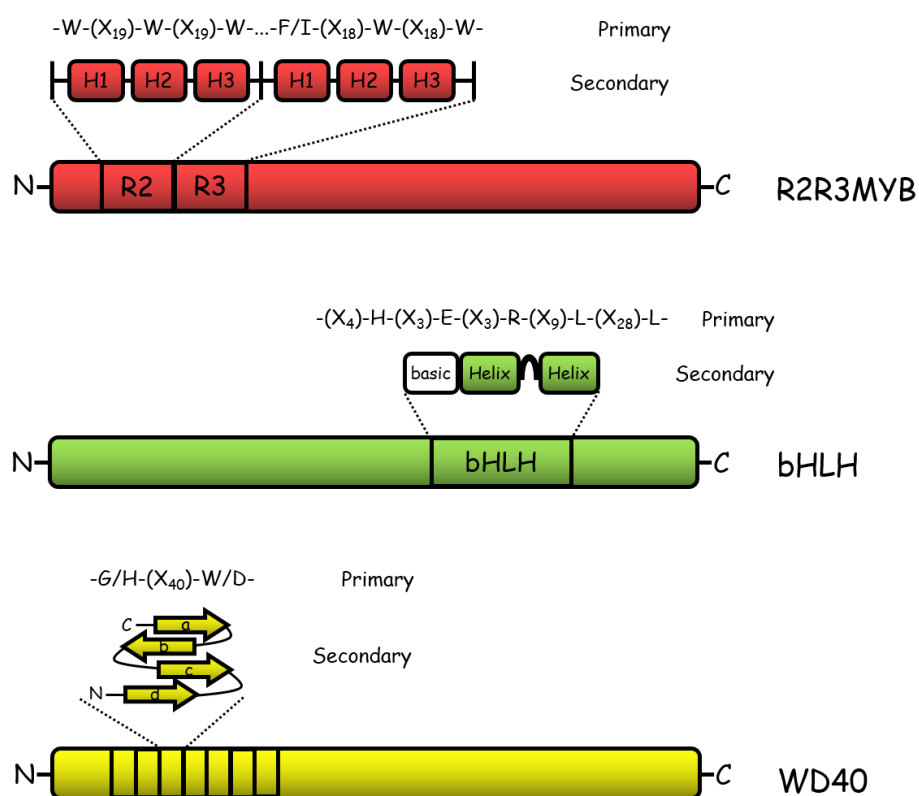 -W-(X₁₉)-W-(X₁₉)-W-...-F/I-(X₁₈)-W-(X₁₈)-W- Primary
H1 H2 H3 H1 H2 H3 Secondary
N R2 R3 C R2R3MYB
-(X₄)-H-(X₃)-E-(X₃)-R-(X₉)-L-(X₂₈)-L- Primary
basic Helix Helix Secondary
N bHLH C bHLH
-G/H-(X₄₀)-W/D- Primary
C a
b
Secondary
c
N d
N C WD40